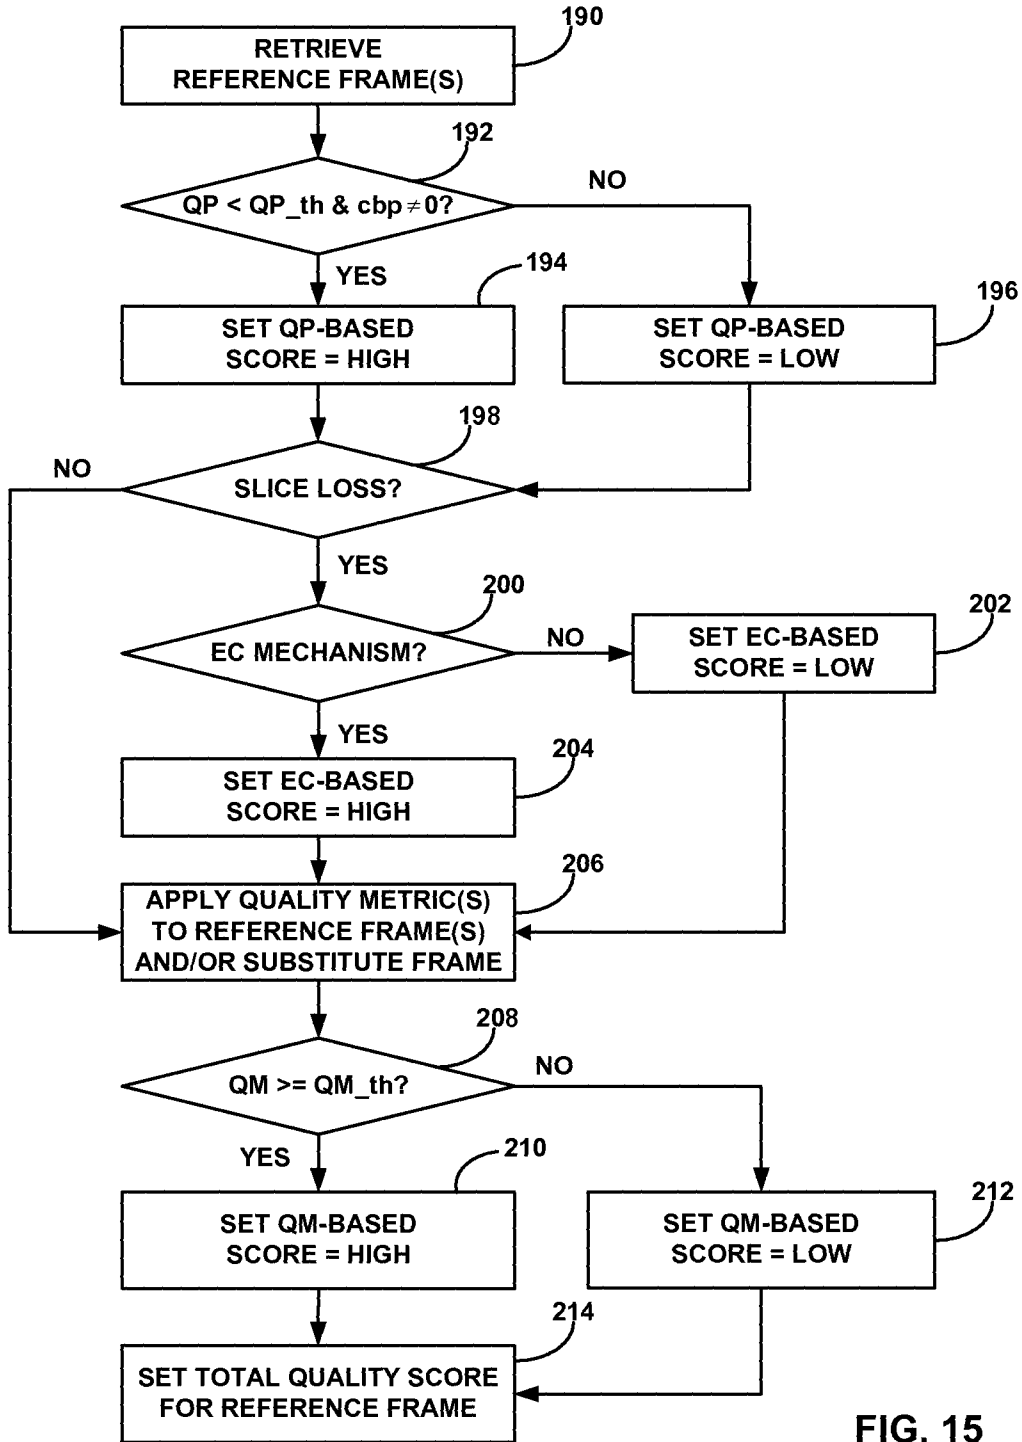 190
RETRIEVE
REFERENCE FRAME(S)
192
QP < QP_th & cbp ≠ 0?
NO
YES
194
SET QP-BASED
SCORE = HIGH
196
SET QP-BASED
SCORE = LOW
198
NO
SLICE LOSS?
YES
200
EC MECHANISM?
NO
202
SET EC-BASED
SCORE = LOW
YES
204
SET EC-BASED
SCORE = HIGH
206
APPLY QUALITY METRIC(S)
TO REFERENCE FRAME(S)
AND/OR SUBSTITUTE FRAME
208
QM >= QM_th?
NO
YES
210
SET QM-BASED
SCORE = HIGH
212
SET QM-BASED
SCORE = LOW
214
SET TOTAL QUALITY SCORE
FOR REFERENCE FRAME
FIG. 15